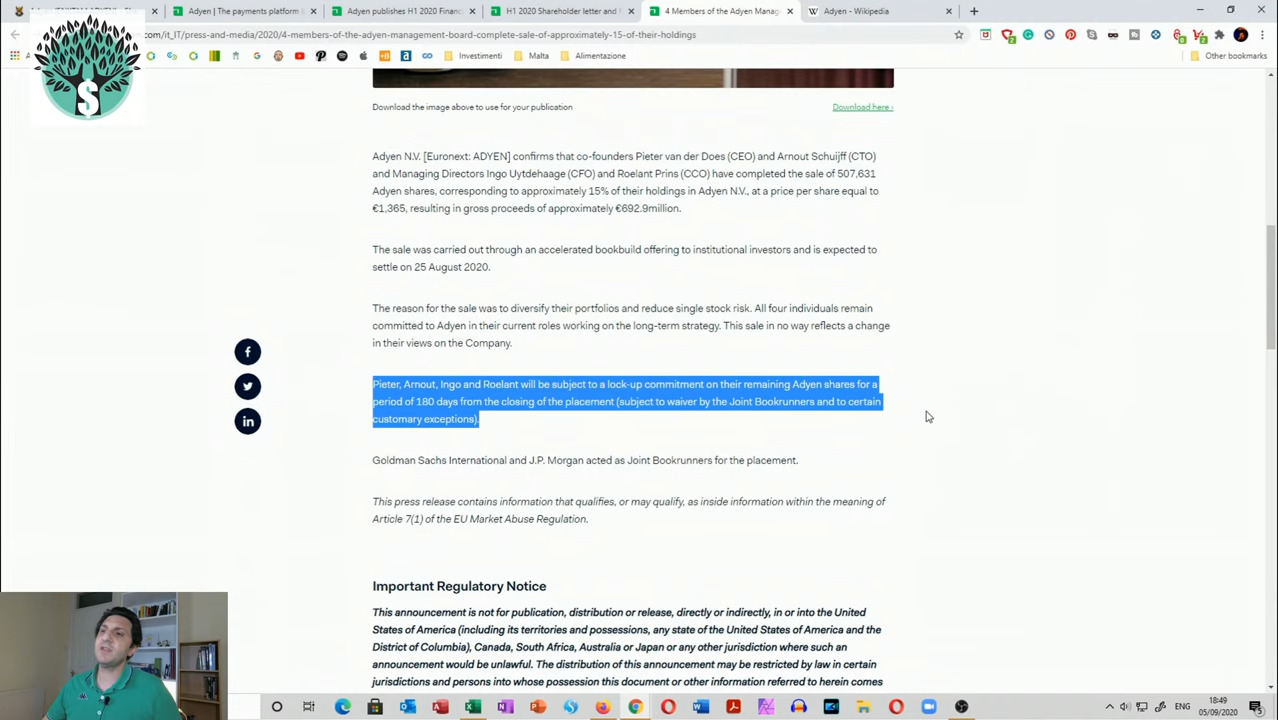 Adyen | The payments platform b
Adyen publishes H1 2020 Financ
H1 2020 Shareholder letter and F
4 Members of the Adyen Manag
Adyen - Wikipedia
.com/it_IT/press-and-media/2020/4-members-of-the-adyen-management-board-complete-sale-of-approximately-15-of-their-holdings
Investimenti
Malta
Alimentazione
Other bookmarks
Download the image above to use for your publication
Download here ›
Adyen N.V. [Euronext: ADYEN] confirms that co-founders Pieter van der Does (CEO) and Arnout Schuijff (CTO)
and Managing Directors Ingo Uytdehaage (CFO) and Roelant Prins (CCO) have completed the sale of 507,631
Adyen shares, corresponding to approximately 15% of their holdings in Adyen N.V., at a price per share equal to
€1,365, resulting in gross proceeds of approximately €692.9million.
The sale was carried out through an accelerated bookbuild offering to institutional investors and is expected to
settle on 25 August 2020.
The reason for the sale was to diversify their portfolios and reduce single stock risk. All four individuals remain
committed to Adyen in their current roles working on the long-term strategy. This sale in no way reflects a change
in their views on the Company.
Pieter, Arnout, Ingo and Roelant will be subject to a lock-up commitment on their remaining Adyen shares for a
period of 180 days from the closing of the placement (subject to waiver by the Joint Bookrunners and to certain
customary exceptions).
Goldman Sachs International and J.P. Morgan acted as Joint Bookrunners for the placement.
This press release contains information that qualifies, or may qualify, as inside information within the meaning of
Article 7(1) of the EU Market Abuse Regulation.
Important Regulatory Notice
This announcement is not for publication, distribution or release, directly or indirectly, in or into the United
States of America (including its territories and possessions, any state of the United States of America and the
District of Columbia), Canada, South Africa, Australia or Japan or any other jurisdiction where such an
announcement would be unlawful. The distribution of this announcement may be restricted by law in certain
jurisdictions and persons into whose possession this document or other information referred to herein comes
18:49
05/09/2020